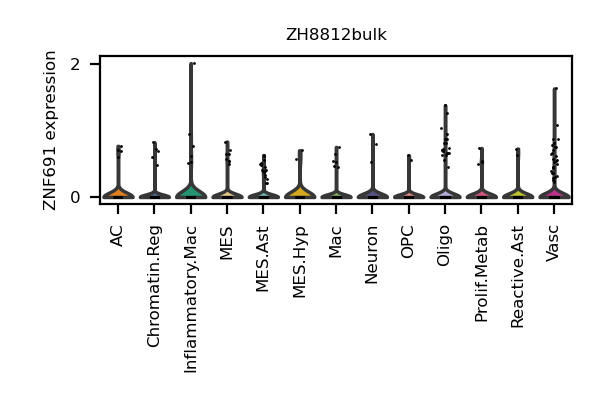 ZH8812bulk
ZNF691 expression
2
0
AC
Chromatin.Reg
Inflammatory.Mac
MES
MES.Ast
MES.Hyp
Mac
Neuron
OPC
Oligo
Prolif.Metab
Reactive.Ast
Vasc